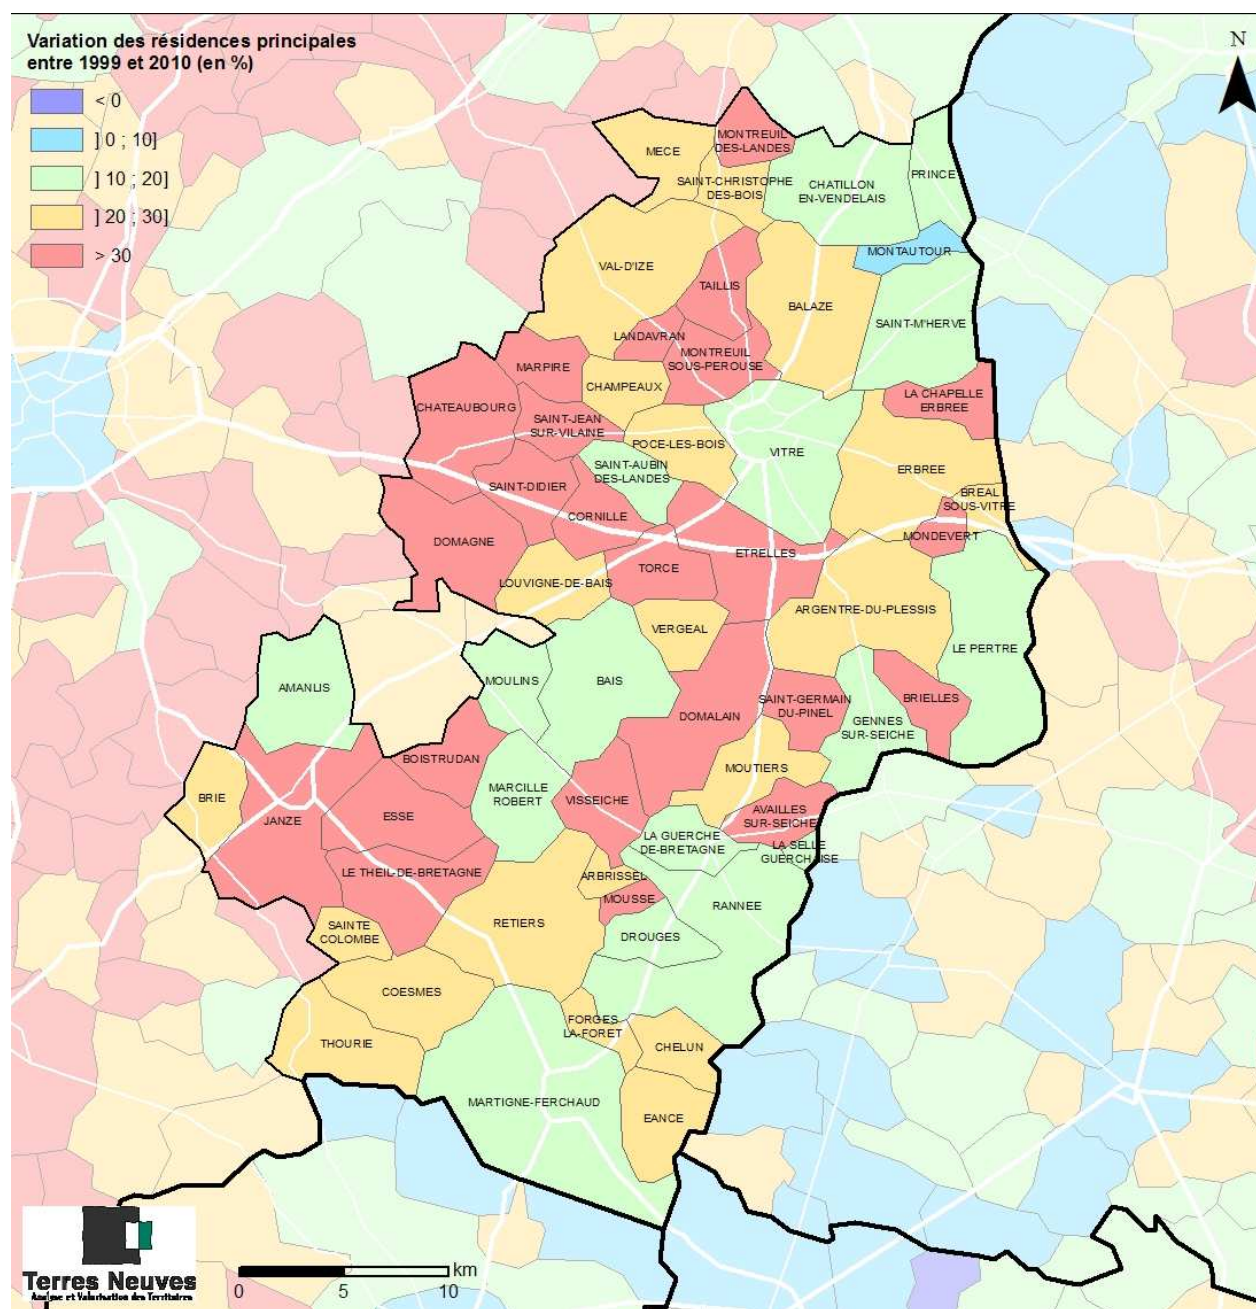 Variation des résidences principales
entre 1999 et 2010 (en %)
< 0
] 0 ; 10]
] 10 ; 20]
] 20 ; 30]
> 30
N
MONTREUIL
DES-LANDES
MECE
SAINT-CHRISTOPHE
DES-BOIS
CHATILLON
EN-VENDELAIS
PRINCE
MONTAUTOUR
VAL-D'IZE
TAILLIS
BALAZE
SAINT-M'HERVE
LANDAVRAN
MONTREUIL
SOUS-PEROUSE
MARPIRE
CHAMPEAUX
LA CHAPELLE
ERBREE
CHATEAUBOURG
SAINT-JEAN
SUR-VILAINE
POCE-LES-BOIS
VITRE
SAINT-AUBIN
DES-LANDES
ERBREE
SAINT-DIDIER
BREAL
SOUS-VITRE
CORNILLE
MONDEVERT
DOMAGNE
ETRELLES
TORCE
LOUVIGNE-DE-BAIS
ARGENTRE-DU-PLESSIS
VERGEAL
LE PERTRE
AMANLIS
MOULINS
BAIS
SAINT-GERMAIN
DU-PINEL
BRIELLES
DOMALAIN
GENNES
SUR-SEICHE
BOISTRUDAN
MOUTIERS
MARCILLE
ROBERT
BRIE
VISSEICHE
AVAILLES
SUR-SEICHE
JANZE
ESSE
LA GUERCHE
DE-BRETAGNE
LA SELLE
GUERCHAISE
LE THEIL-DE-BRETAGNE
ARBRISSEL
MOUSSE
RANNEE
SAINTE
COLOMBE
RETIERS
DROUGES
COESMES
FORGES
LA-FORET
THOURIE
CHELUN
MARTIGNE-FERCHAUD
EANCE
Terres Neuves
Analyse et Valorisation des Territoires
km
0 5 10